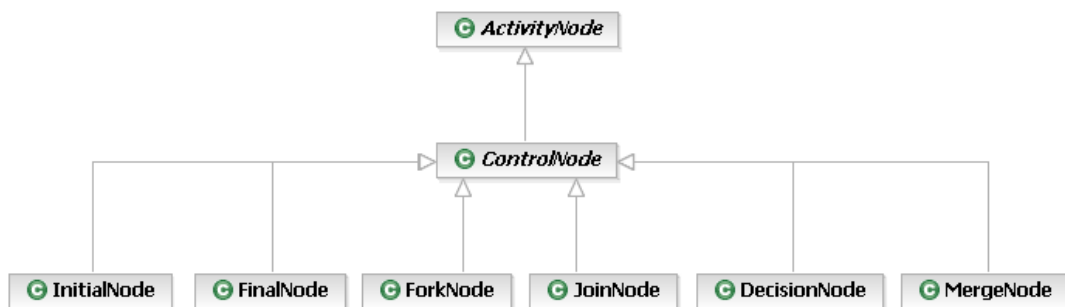 ActivityNode
ControlNode
InitialNode
FinalNode
ForkNode
JoinNode
DecisionNode
MergeNode